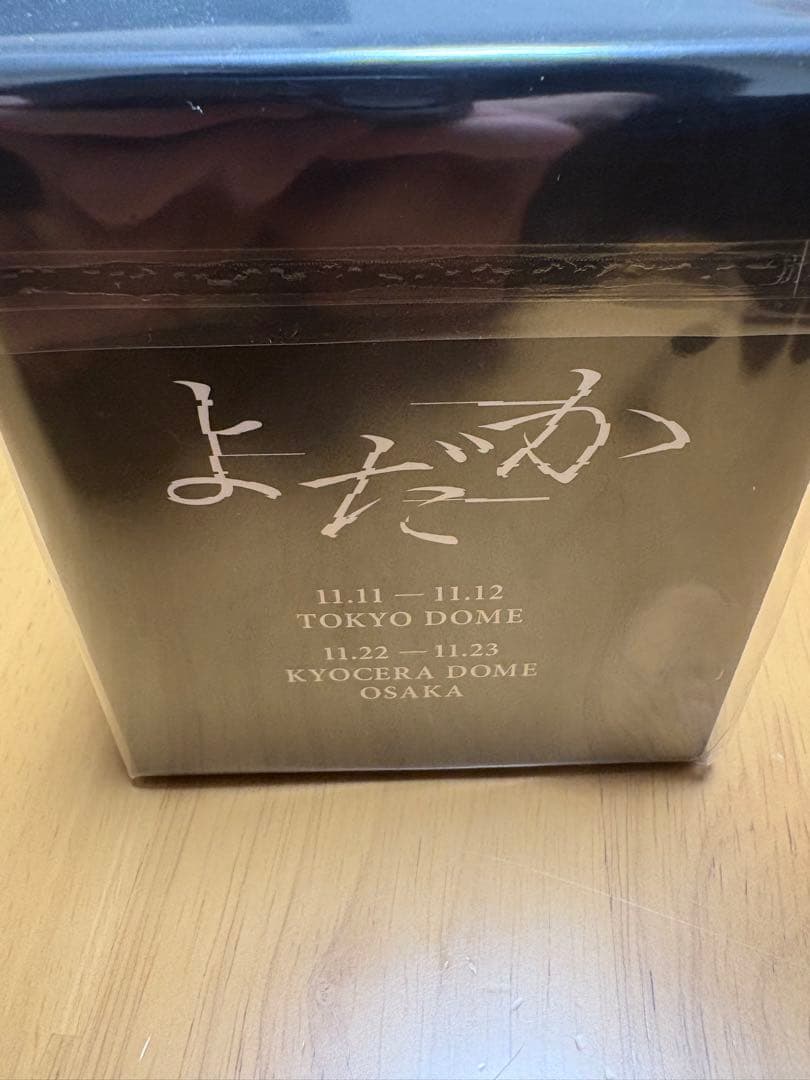 よだか
11.11 — 11.12
TOKYO DOME
11.22 — 11.23
KYOCERA DOME
OSAKA